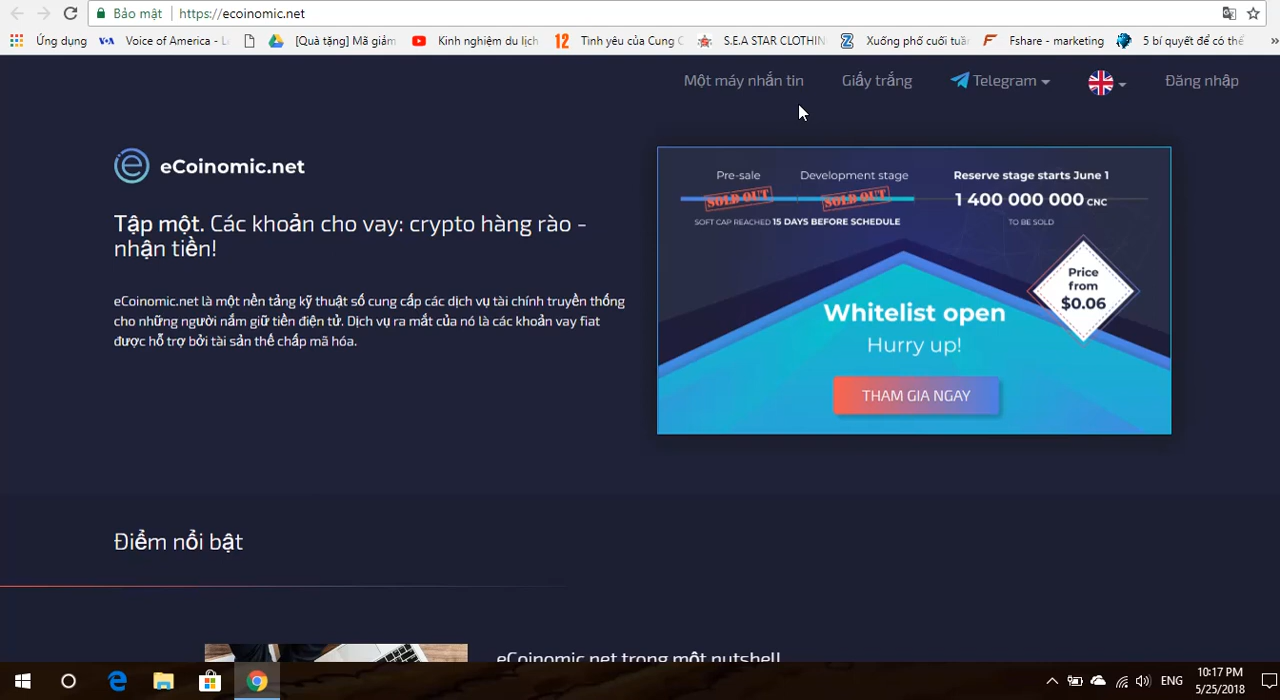 Bảo mật
https://ecoinomic.net
Ứng dụng
Voice of America - L
[Quà tặng] Mã giảm
Kinh nghiệm du lịch
12 Tình yêu của Cung
S.E.A STAR CLOTHIN
Xuống phố cuối tuần
Fshare - marketing
5 bí quyết để có thể
Một máy nhắn tin
Giấy trắng
Telegram
Đăng nhập
eCoinomic.net
Tập một. Các khoản cho vay: crypto hàng rào -
nhận tiền!
eCoinomic.net là một nền tảng kỹ thuật số cung cấp các dịch vụ tài chính truyền thống
cho những người nắm giữ tiền điện tử. Dịch vụ ra mắt của nó là các khoản vay fiat
được hỗ trợ bởi tài sản thế chấp mã hóa.
Pre-sale
Development stage
Reserve stage starts June 1
SOLD OUT
SOLD OUT
1 400 000 000 CNC
SOFT CAP REACHED 15 DAYS BEFORE SCHEDULE
TO BE SOLD
Price
from
$0.06
Whitelist open
Hurry up!
THAM GIA NGAY
Điểm nổi bật
eCoinomic.net trong một nutshell
ENG
10:17 PM
5/25/2018